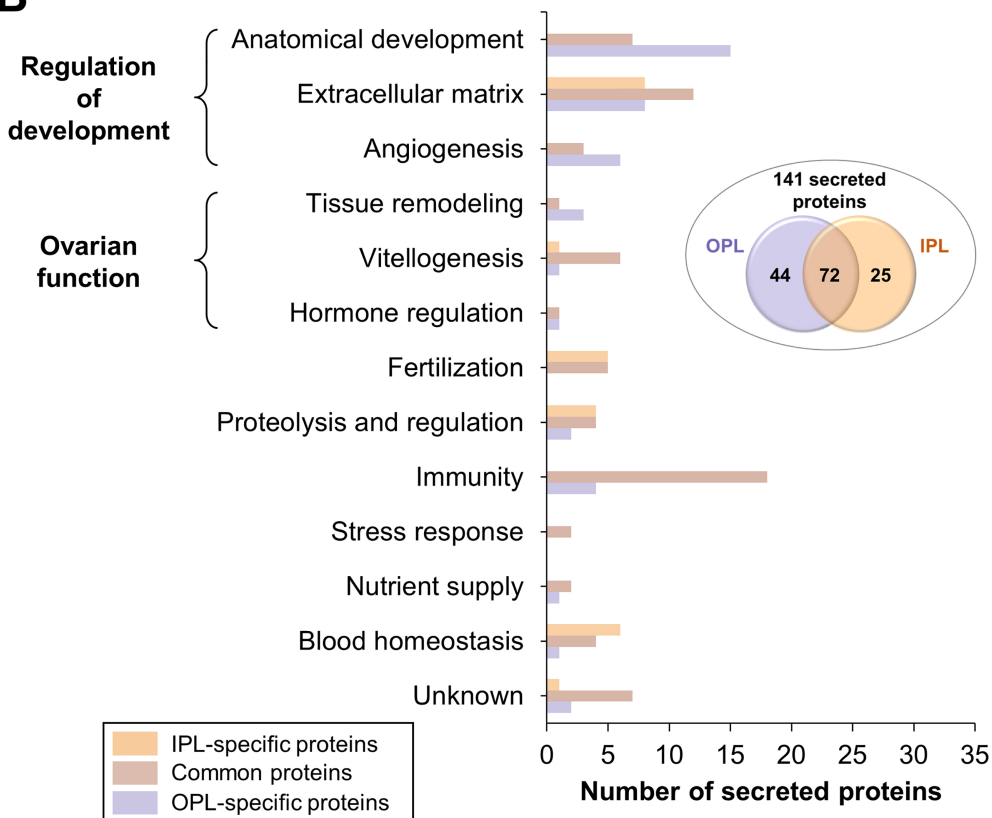 B
Anatomical development
Regulation
of
development
Extracellular matrix
Angiogenesis
Tissue remodeling
Ovarian
function
Vitellogenesis
Hormone regulation
Fertilization
Proteolysis and regulation
Immunity
Stress response
Nutrient supply
Blood homeostasis
Unknown
141 secreted
proteins
OPL
IPL
44 72 25
0 5 10 15 20 25 30 35
Number of secreted proteins
IPL-specific proteins
Common proteins
OPL-specific proteins